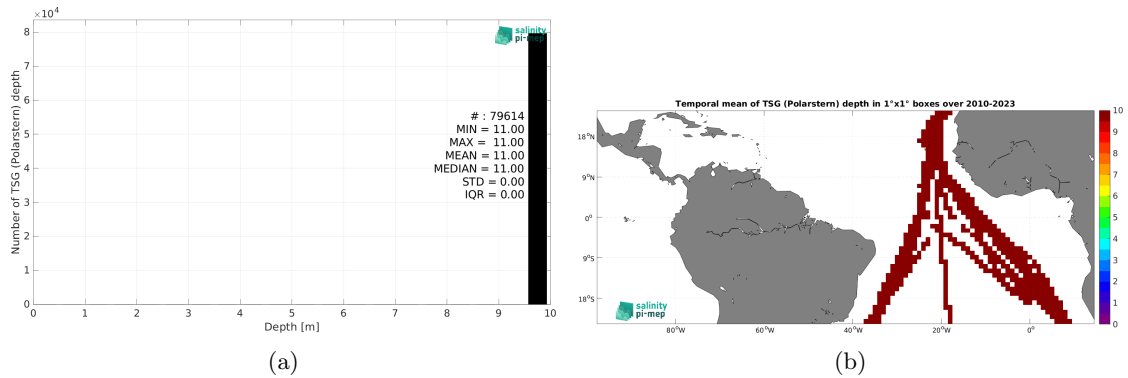 ×10⁴
8
7
6
5
4
3
2
1
0
Number of TSG (Polarstern) depth
salinity
pi-mep
# : 79614
MIN = 11.00
MAX = 11.00
MEAN = 11.00
MEDIAN = 11.00
STD = 0.00
IQR = 0.00
0 1 2 3 4 5 6 7 8 9 10
Depth [m]
(a)
Temporal mean of TSG (Polarstern) depth in 1°x1° boxes over 2010-2023
18°N
9°N
0°
9°S
18°S
salinity
pi-mep
80°W 60°W 40°W 20°W 0°
10
9
8
7
6
5
4
3
2
1
0
(b)